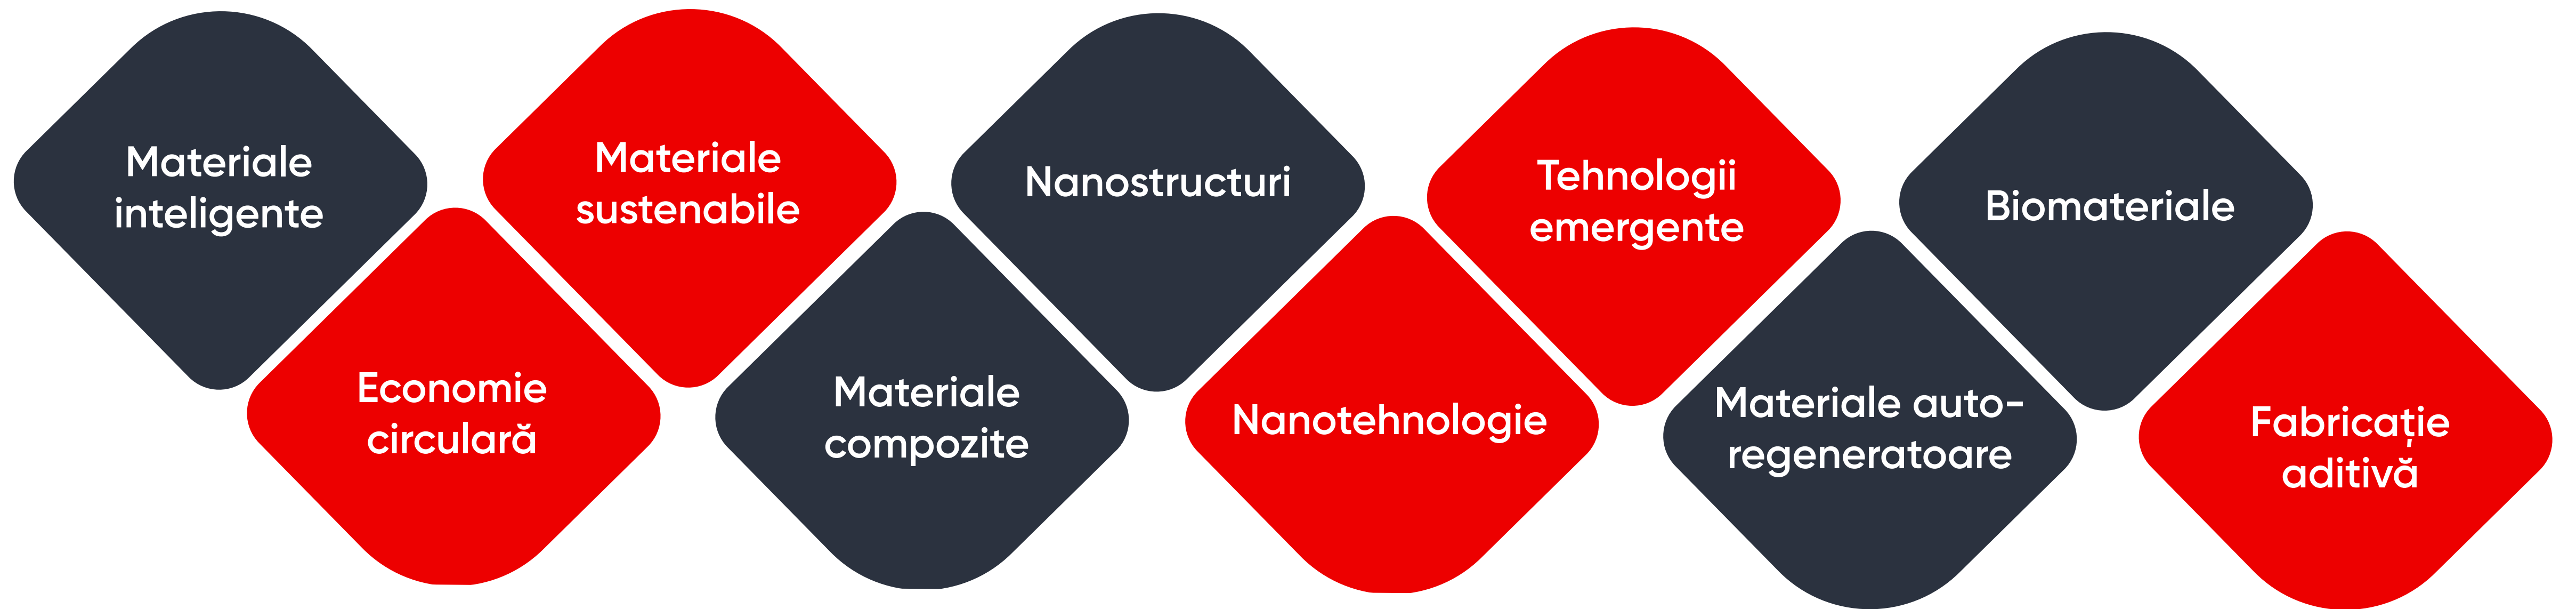 Materiale
inteligente
Economie
circulară
Materiale
sustenabile
Materiale
compozite
Nanostructuri
Nanotehnologie
Tehnologii
emergente
Materiale auto-
regeneratoare
Biomateriale
Fabricație
aditivă